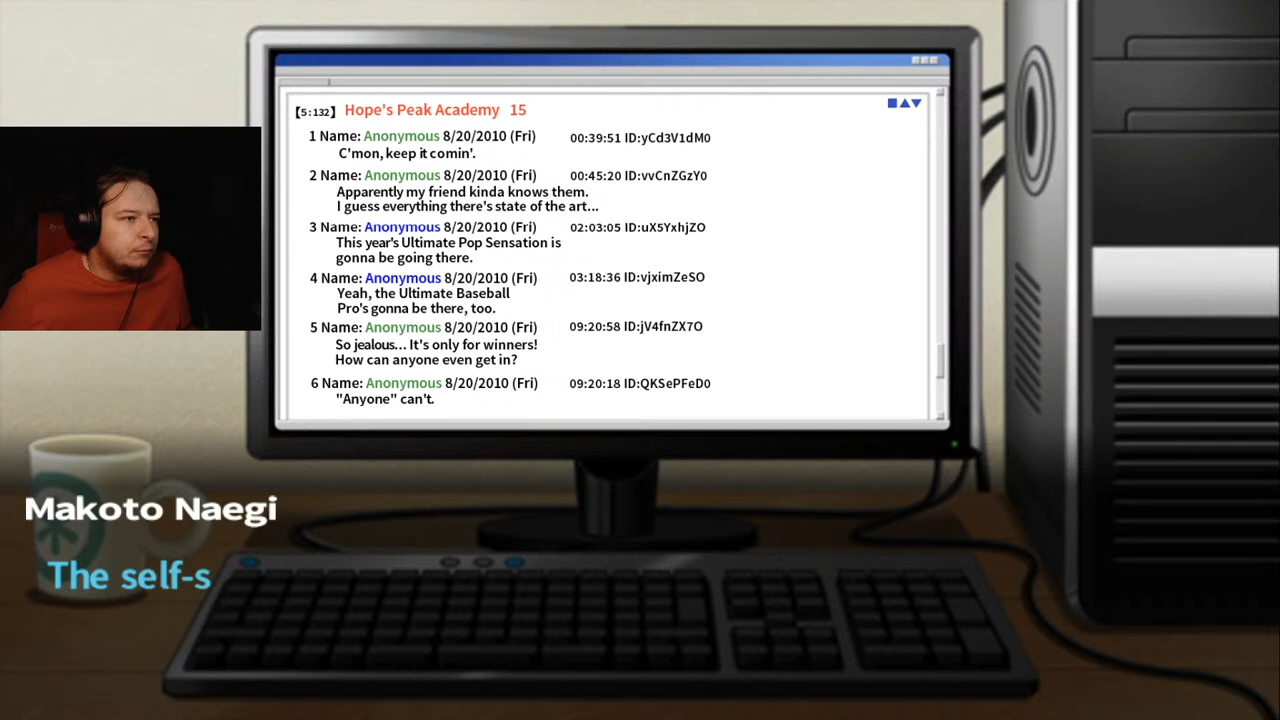 【5:132】 Hope's Peak Academy 15
1 Name: Anonymous 8/20/2010 (Fri) 00:39:51 ID:yCd3V1dM0
C'mon, keep it comin'.
2 Name: Anonymous 8/20/2010 (Fri) 00:45:20 ID:vvCnZGzY0
Apparently my friend kinda knows them.
I guess everything there's state of the art...
3 Name: Anonymous 8/20/2010 (Fri) 02:03:05 ID:uX5YxhjZO
This year's Ultimate Pop Sensation is
gonna be going there.
4 Name: Anonymous 8/20/2010 (Fri) 03:18:36 ID:vjximZeSO
Yeah, the Ultimate Baseball
Pro's gonna be there, too.
5 Name: Anonymous 8/20/2010 (Fri) 09:20:58 ID:jV4fnZX7O
So jealous... It's only for winners!
How can anyone even get in?
6 Name: Anonymous 8/20/2010 (Fri) 09:20:18 ID:QKSePFeD0
"Anyone" can't.
Makoto Naegi
The self-s